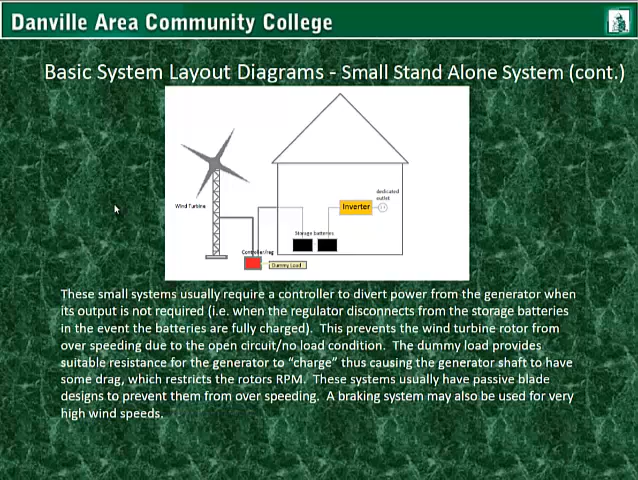 Danville Area Community College
Basic System Layout Diagrams - Small Stand Alone System (cont.)
dedicated
outlet
Wind Turbine
Inverter
Storage batteries
Controller/reg
Dummy Load
These small systems usually require a controller to divert power from the generator when
its output is not required (i.e. when the regulator disconnects from the storage batteries
in the event the batteries are fully charged).  This prevents the wind turbine rotor from
over speeding due to the open circuit/no load condition.  The dummy load provides
suitable resistance for the generator to “charge” thus causing the generator shaft to have
some drag, which restricts the rotors RPM.  These systems usually have passive blade
designs to prevent them from over speeding.  A braking system may also be used for very
high wind speeds.